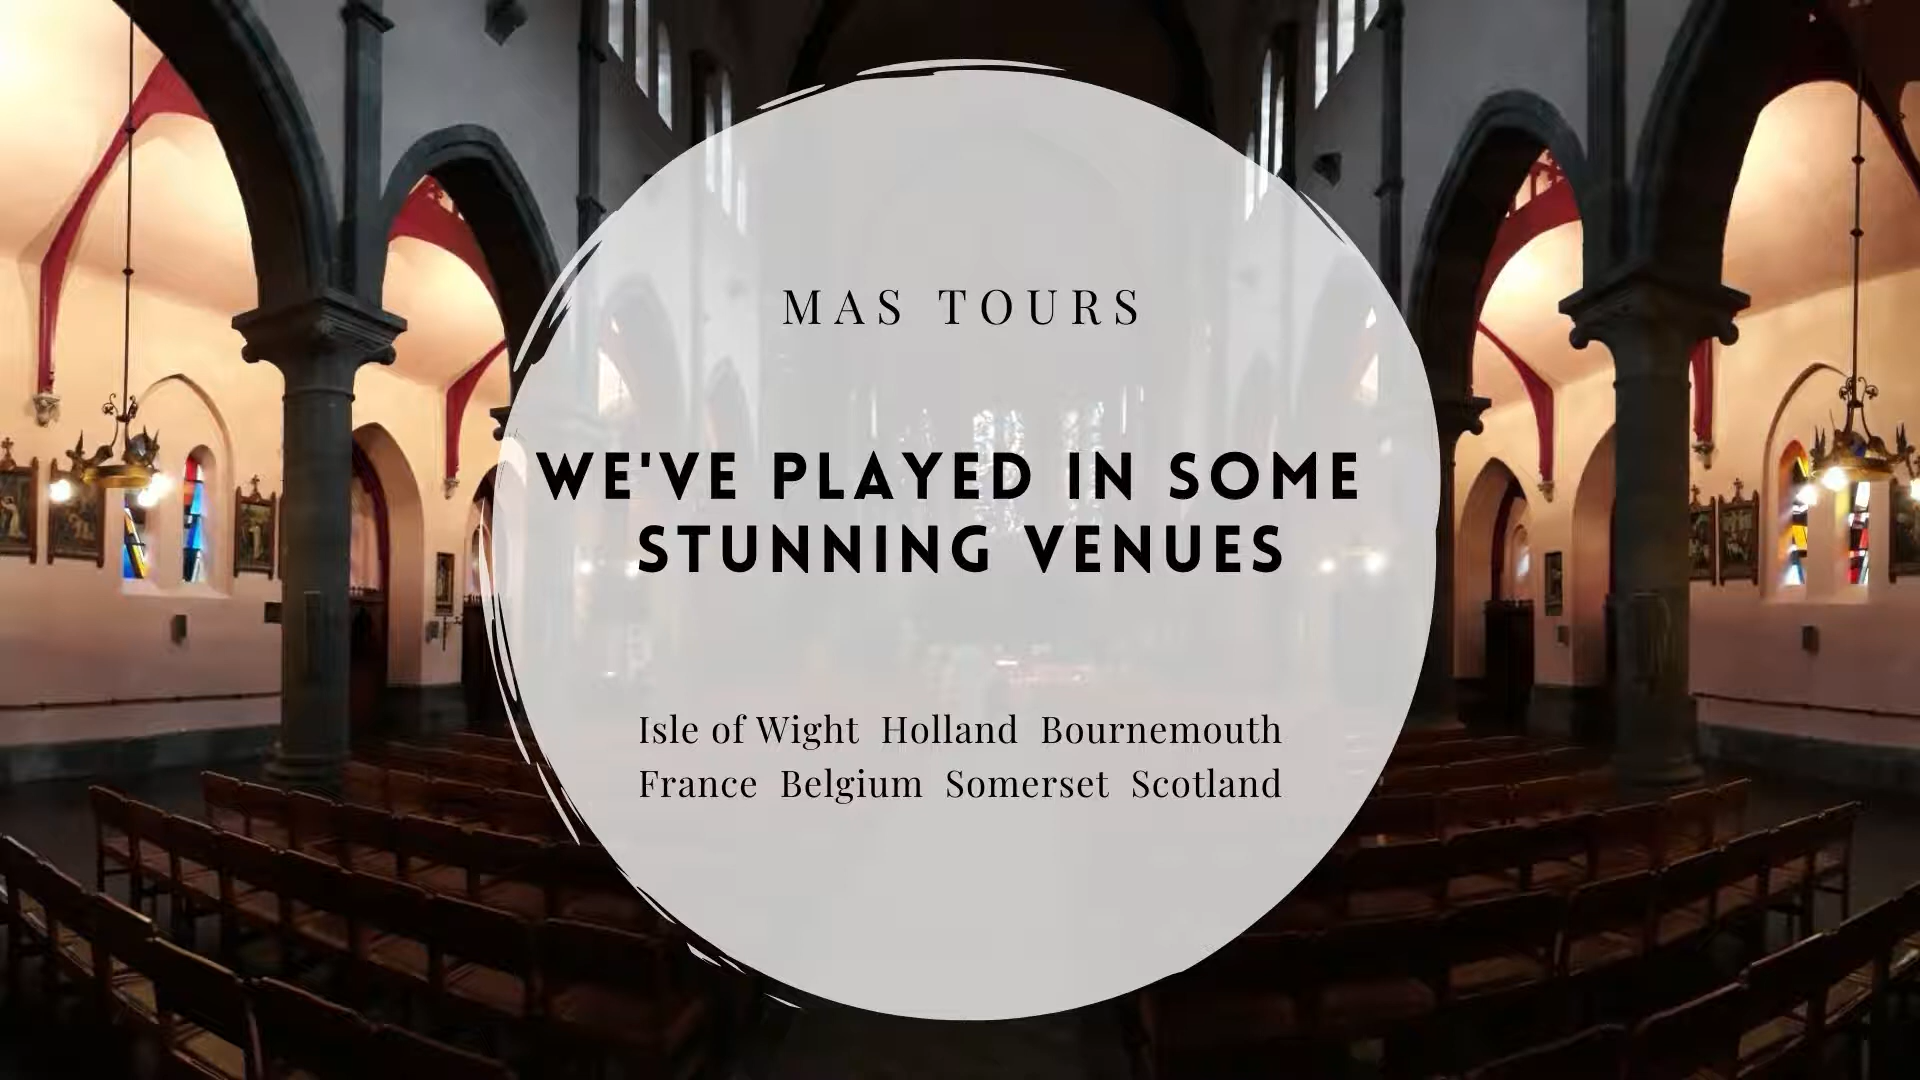 MAS TOURS
WE'VE PLAYED IN SOME
STUNNING VENUES
Isle of Wight  Holland  Bournemouth
France  Belgium  Somerset  Scotland